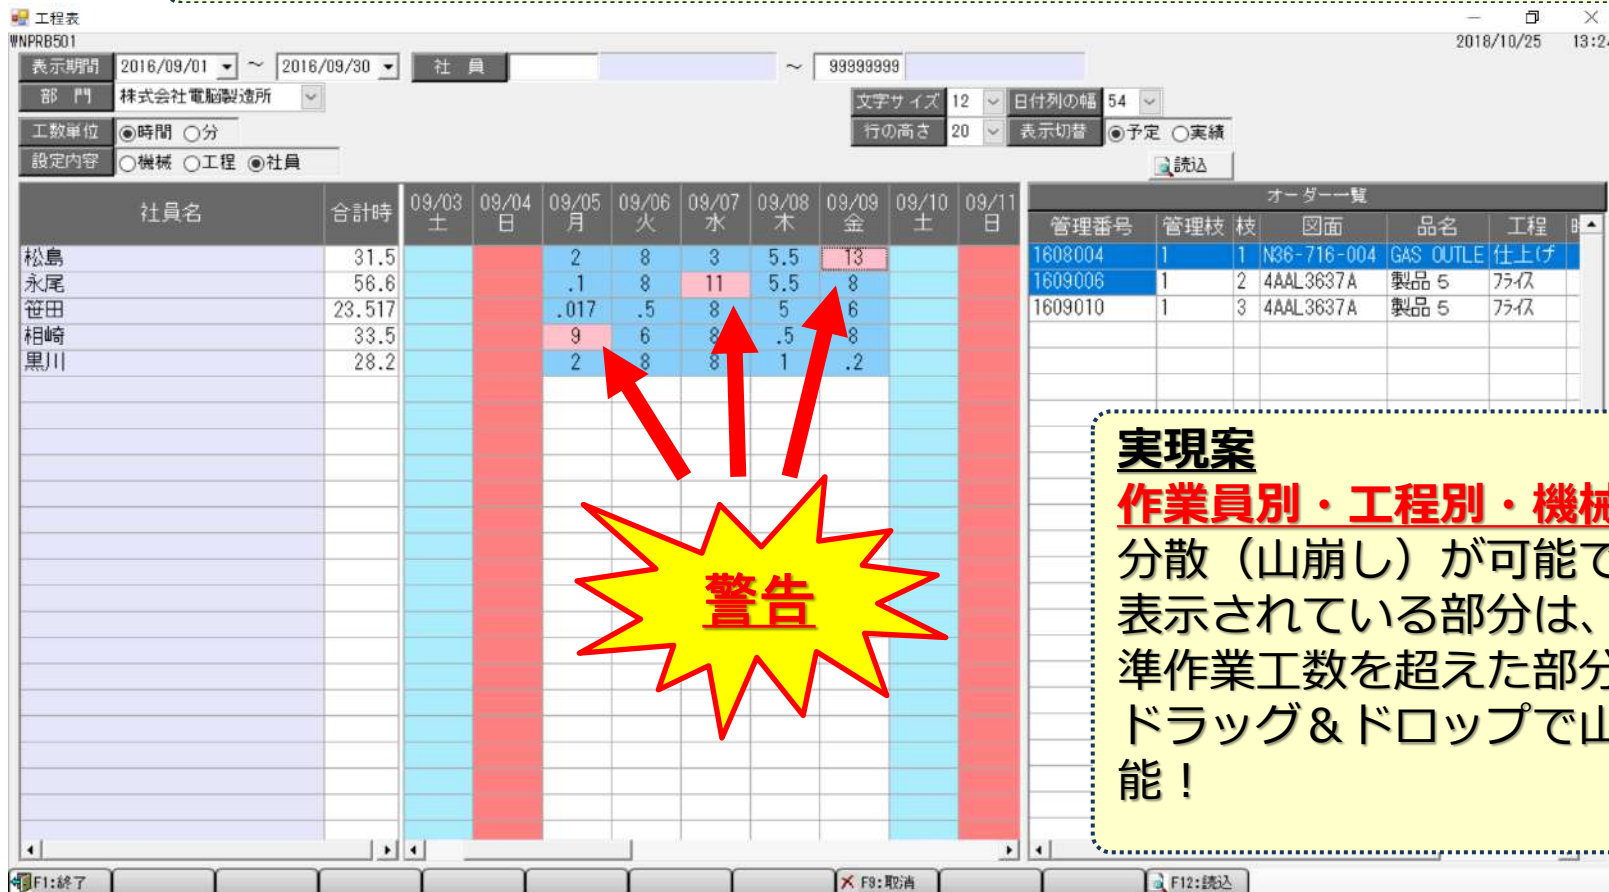 工程表
WNPRB501
2018/10/25 13:24
表示期間 2016/09/01 ～ 2016/09/30 社 員 ～ 99999999
部 門 株式会社電脳製造所
文字サイズ 12 日付列の幅 54
工数単位 時間 分
行の高さ 20 表示切替 予定 実績
設定内容 機械 工程 社員
読込
社員名 合計時 09/03 土 09/04 日 09/05 月 09/06 火 09/07 水 09/08 木 09/09 金 09/10 土 09/11 日
松島 31.5 2 8 3 5.5 13
永尾 56.6 .1 8 11 5.5 8
笹田 23.517 .017 .5 8 5 6
相崎 33.5 9 6 8 .5 8
黒川 28.2 2 8 8 1 .2
オーダー一覧
管理番号 管理枝 枝 図面 品名 工程
1608004 1 1 N36-716-004 GAS OUTLE 仕上げ
1609006 1 2 4AAL3637A 製品５ フライス
1609010 1 3 4AAL3637A 製品５ フライス
警告
実現案
作業員別・工程別・機械
分散（山崩し）が可能で
表示されている部分は、
準作業工数を超えた部分
ドラッグ＆ドロップで山
能！
F1:終了 F9:取消 F12:読込